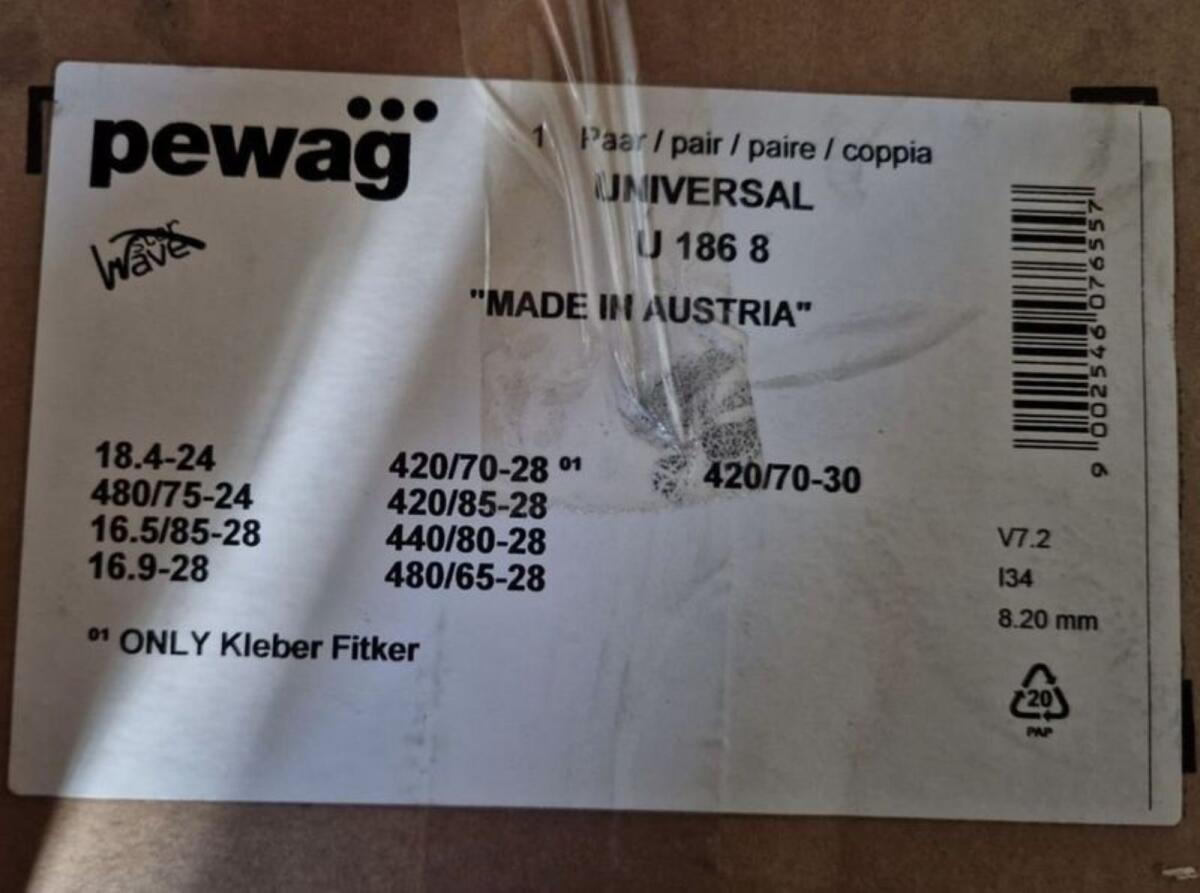 pewag
Star
Wave
1 Paar / pair / paire / coppia
UNIVERSAL
U 186 8
"MADE IN AUSTRIA"
9 002546 076557
18.4-24
480/75-24
16.5/85-28
16.9-28
420/70-28 ⁰¹
420/85-28
440/80-28
480/65-28
420/70-30
⁰¹ ONLY Kleber Fitker
V7.2
I34
8.20 mm
20
PAP